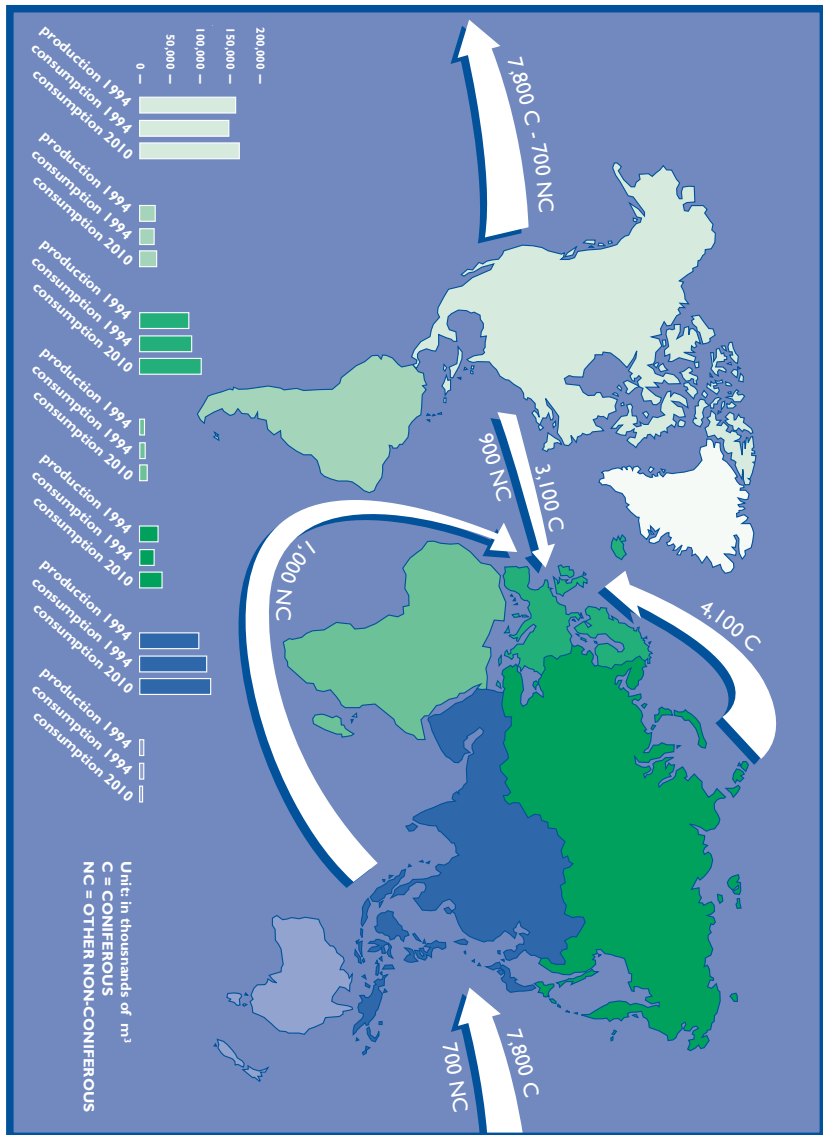 7,800 C - 700 NC
3,100 C
900 NC
4,100 C
1,000 NC
7,800 C
700 NC
200,000
150,000
100,000
50,000
0
production 1994
consumption 1994
consumption 2010
production 1994
consumption 1994
consumption 2010
production 1994
consumption 1994
consumption 2010
production 1994
consumption 1994
consumption 2010
production 1994
consumption 1994
consumption 2010
production 1994
consumption 1994
consumption 2010
production 1994
consumption 1994
consumption 2010
Unit: in thousnands of m³
C = CONIFEROUS
NC = OTHER NON-CONIFEROUS